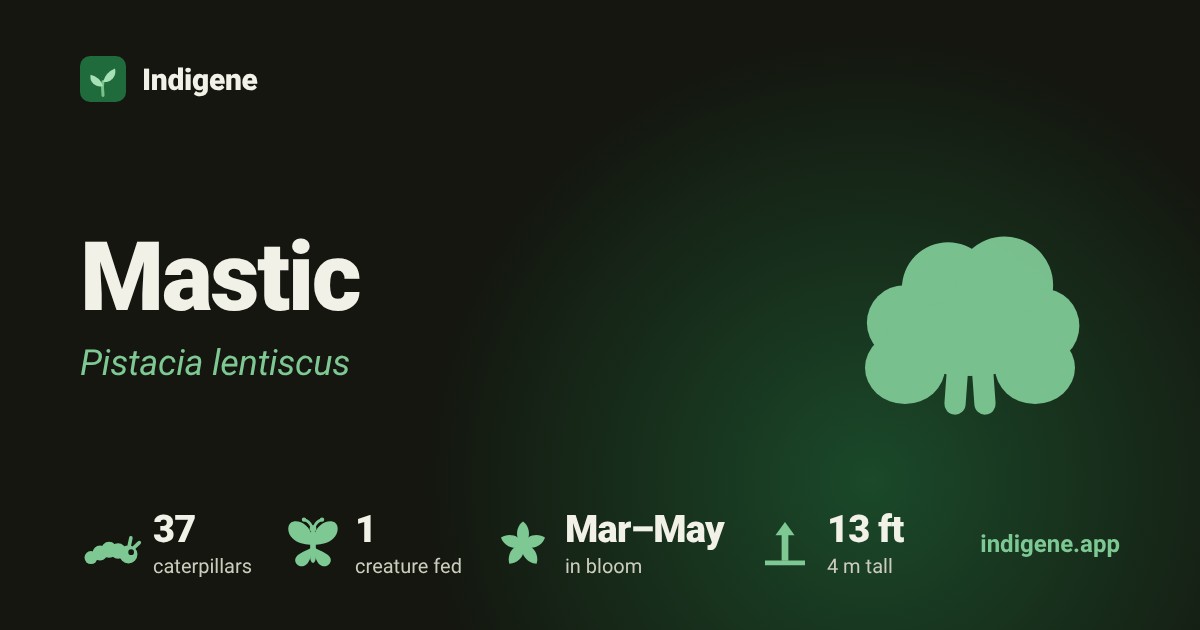 Indigene
Mastic
Pistacia lentiscus
37
caterpillars
1
creature fed
Mar–May
in bloom
13 ft
4 m tall
indigene.app